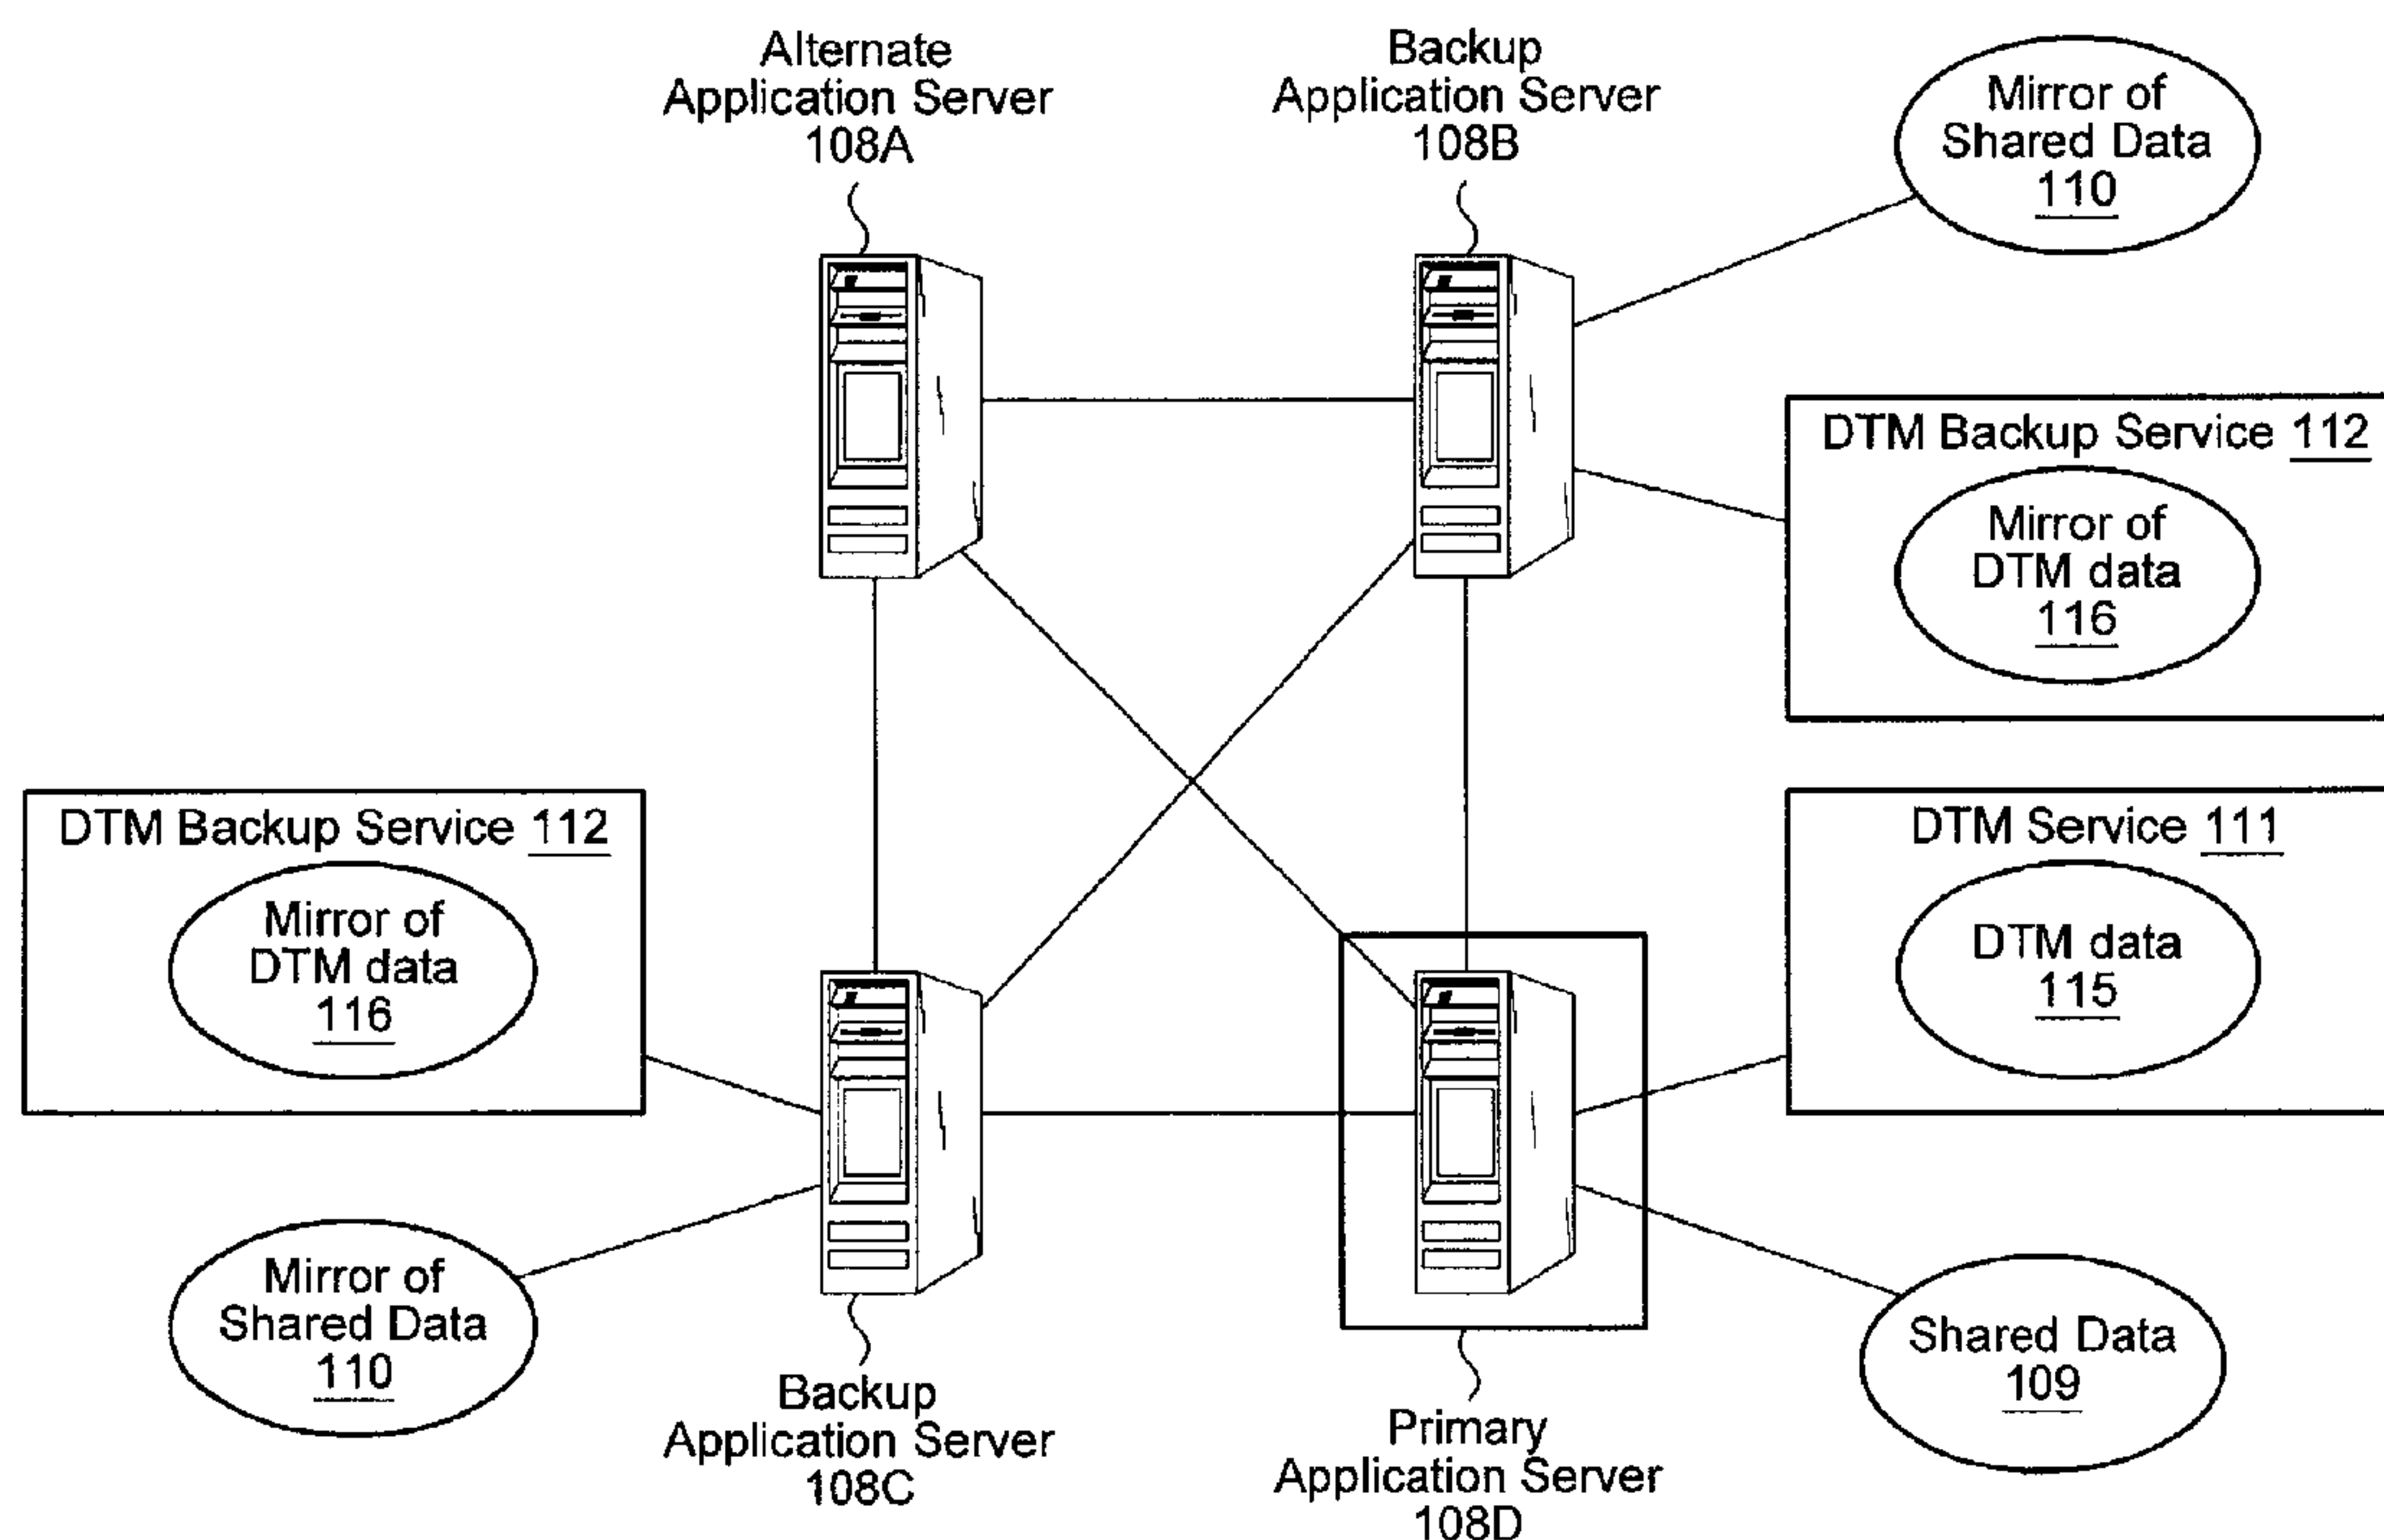 Alternate
Application Server
108A
Backup
Application Server
108B
Mirror of
Shared Data
110
DTM Backup Service 112
Mirror of
DTM data
116
DTM Backup Service 112
Mirror of
DTM data
116
DTM Service 111
DTM data
115
Mirror of
Shared Data
110
Backup
Application Server
108C
Primary
Application Server
108D
Shared Data
109